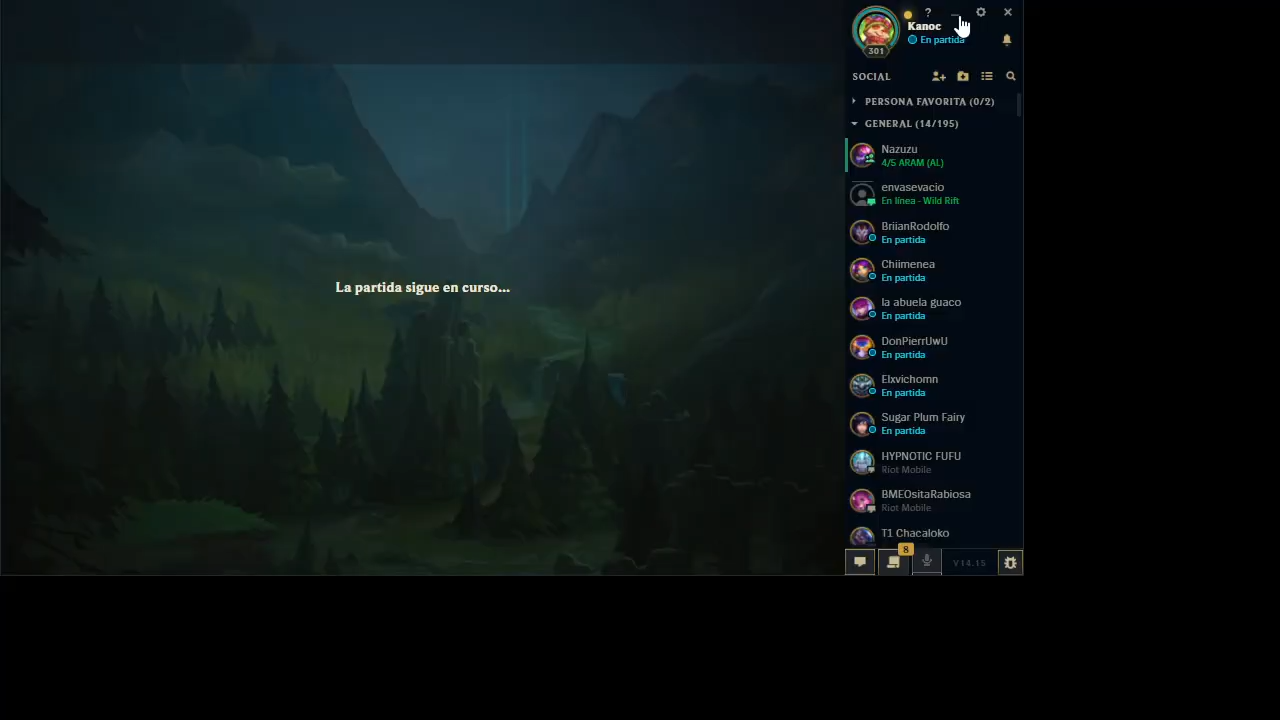 ?
Kanoc
En partida
301
SOCIAL
PERSONA FAVORITA (0/2)
GENERAL (14/195)
Nazuzu
4/5 ARAM (AL)
envasevacio
En línea - Wild Rift
BriianRodolfo
En partida
Chiimenea
En partida
La partida sigue en curso...
la abuela guaco
En partida
DonPierrUwU
En partida
Elxvichomn
En partida
Sugar Plum Fairy
En partida
HYPNOTIC FUFU
Riot Mobile
BMEOsitaRabiosa
Riot Mobile
T1 Chacaloko
8
V14.15